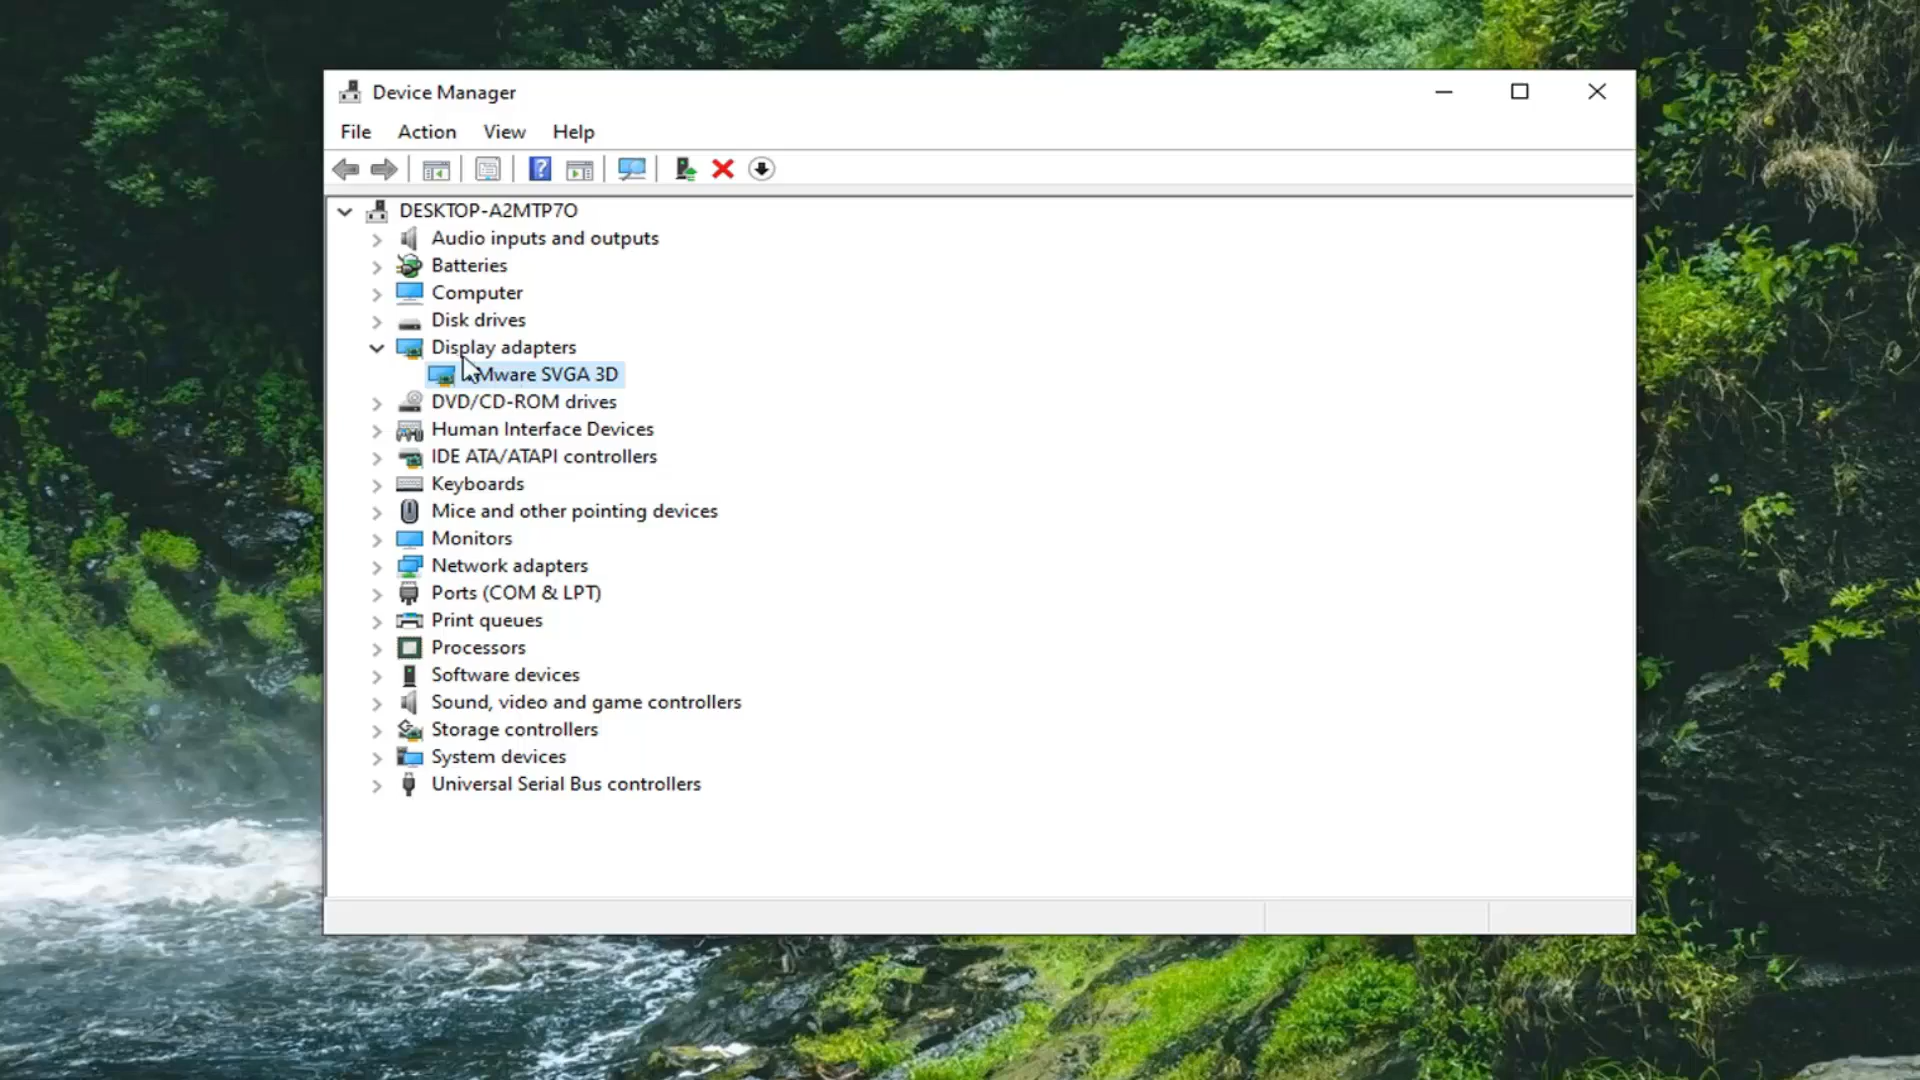 Device Manager
File Action View Help
DESKTOP-A2MTP7O
Audio inputs and outputs
Batteries
Computer
Disk drives
Display adapters
Mware SVGA 3D
DVD/CD-ROM drives
Human Interface Devices
IDE ATA/ATAPI controllers
Keyboards
Mice and other pointing devices
Monitors
Network adapters
Ports (COM & LPT)
Print queues
Processors
Software devices
Sound, video and game controllers
Storage controllers
System devices
Universal Serial Bus controllers